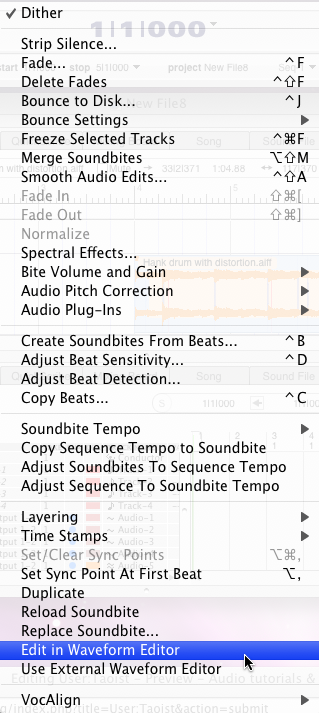 ✓ Dither
Strip Silence...
Fade... ⌃F
Delete Fades ⌃⇧F
Bounce to Disk... ⌃J
Bounce Settings ▶
Freeze Selected Tracks ⌃⌘F
Merge Soundbites ⌥⇧M
Smooth Audio Edits... ⌃⇧A
Fade In ⇧⌘[
Fade Out ⇧⌘]
Normalize
Spectral Effects...
Bite Volume and Gain ▶
Audio Pitch Correction ▶
Audio Plug-Ins ▶
Create Soundbites From Beats... ⌃B
Adjust Beat Sensitivity... ⌃D
Adjust Beat Detection...
Copy Beats... ⌃C
Soundbite Tempo ▶
Copy Sequence Tempo to Soundbite
Adjust Soundbites To Sequence Tempo
Adjust Sequence To Soundbite Tempo
Layering ▶
Time Stamps ▶
Set/Clear Sync Points ⌥⌘,
Set Sync Point At First Beat ⌥,
Duplicate
Reload Soundbite
Replace Soundbite...
Edit in Waveform Editor
Use External Waveform Editor
VocAlign ▶